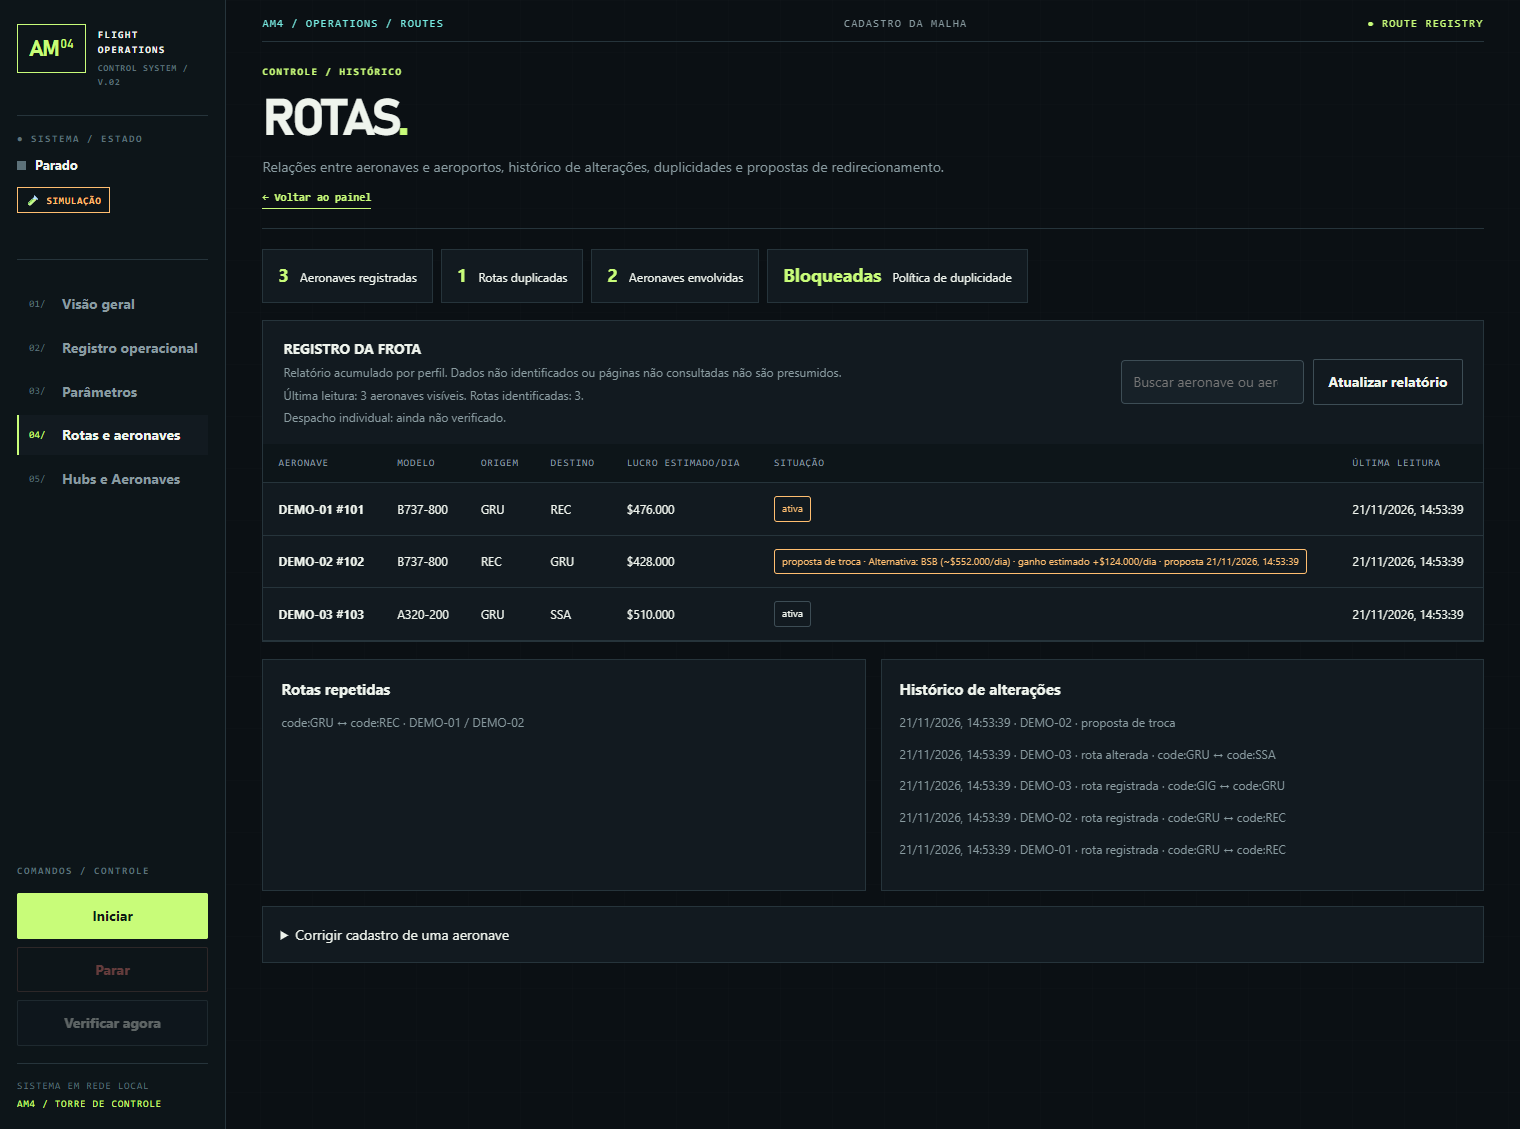 AM04
FLIGHT
OPERATIONS
CONTROL SYSTEM /
V.02
SISTEMA / ESTADO
Parado
SIMULAÇÃO
01/ Visão geral
02/ Registro operacional
03/ Parâmetros
04/ Rotas e aeronaves
05/ Hubs e Aeronaves
COMANDOS / CONTROLE
Iniciar
Parar
Verificar agora
SISTEMA EM REDE LOCAL
AM4 / TORRE DE CONTROLE
AM4 / OPERATIONS / ROUTES
CADASTRO DA MALHA
● ROUTE REGISTRY
CONTROLE / HISTÓRICO
ROTAS.
Relações entre aeronaves e aeroportos, histórico de alterações, duplicidades e propostas de redirecionamento.
← Voltar ao painel
3 Aeronaves registradas
1 Rotas duplicadas
2 Aeronaves envolvidas
Bloqueadas Política de duplicidade
REGISTRO DA FROTA
Relatório acumulado por perfil. Dados não identificados ou páginas não consultadas não são presumidos.
Última leitura: 3 aeronaves visíveis. Rotas identificadas: 3.
Despacho individual: ainda não verificado.
Buscar aeronave ou aer
Atualizar relatório
AERONAVE MODELO ORIGEM DESTINO LUCRO ESTIMADO/DIA SITUAÇÃO ÚLTIMA LEITURA
DEMO-01 #101 B737-800 GRU REC $476.000 ativa 21/11/2026, 14:53:39
DEMO-02 #102 B737-800 REC GRU $428.000 proposta de troca · Alternativa: BSB (~$552.000/dia) · ganho estimado +$124.000/dia · proposta 21/11/2026, 14:53:39 21/11/2026, 14:53:39
DEMO-03 #103 A320-200 GRU SSA $510.000 ativa 21/11/2026, 14:53:39
Rotas repetidas
code:GRU ↔ code:REC · DEMO-01 / DEMO-02
Histórico de alterações
21/11/2026, 14:53:39 · DEMO-02 · proposta de troca
21/11/2026, 14:53:39 · DEMO-03 · rota alterada · code:GRU ↔ code:SSA
21/11/2026, 14:53:39 · DEMO-03 · rota registrada · code:GIG ↔ code:GRU
21/11/2026, 14:53:39 · DEMO-02 · rota registrada · code:GRU ↔ code:REC
21/11/2026, 14:53:39 · DEMO-01 · rota registrada · code:GRU ↔ code:REC
▶ Corrigir cadastro de uma aeronave